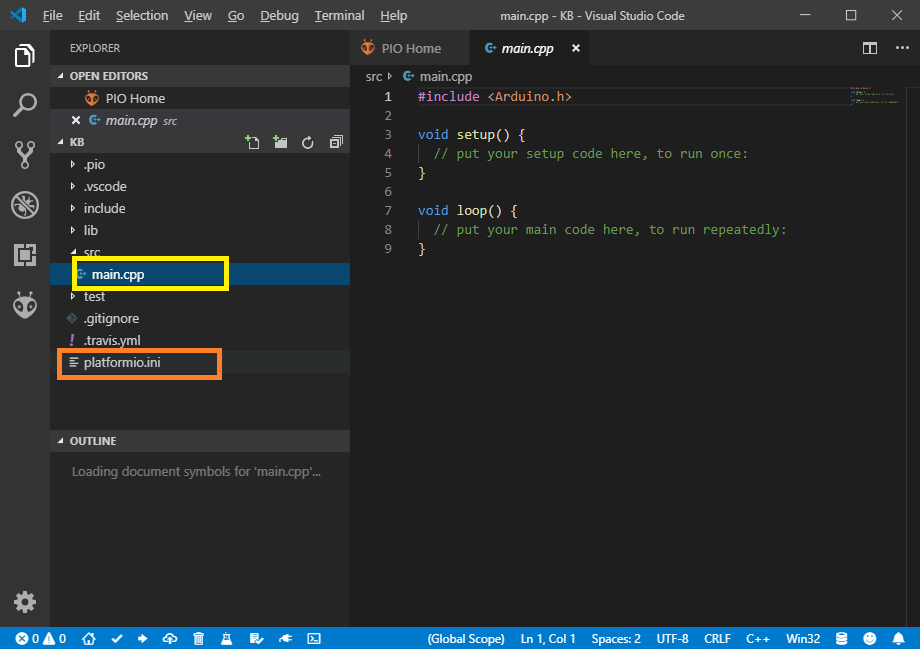 File Edit Selection View Go Debug Terminal Help main.cpp - KB - Visual Studio Code
EXPLORER
OPEN EDITORS
PIO Home
main.cpp src
KB
.pio
.vscode
include
lib
src
main.cpp
test
.gitignore
.travis.yml
platformio.ini
OUTLINE
Loading document symbols for 'main.cpp'...
PIO Home main.cpp
src main.cpp
1 #include <Arduino.h>
2
3 void setup() {
4 // put your setup code here, to run once:
5 }
6
7 void loop() {
8 // put your main code here, to run repeatedly:
9 }
0 0 (Global Scope) Ln 1, Col 1 Spaces: 2 UTF-8 CRLF C++ Win32